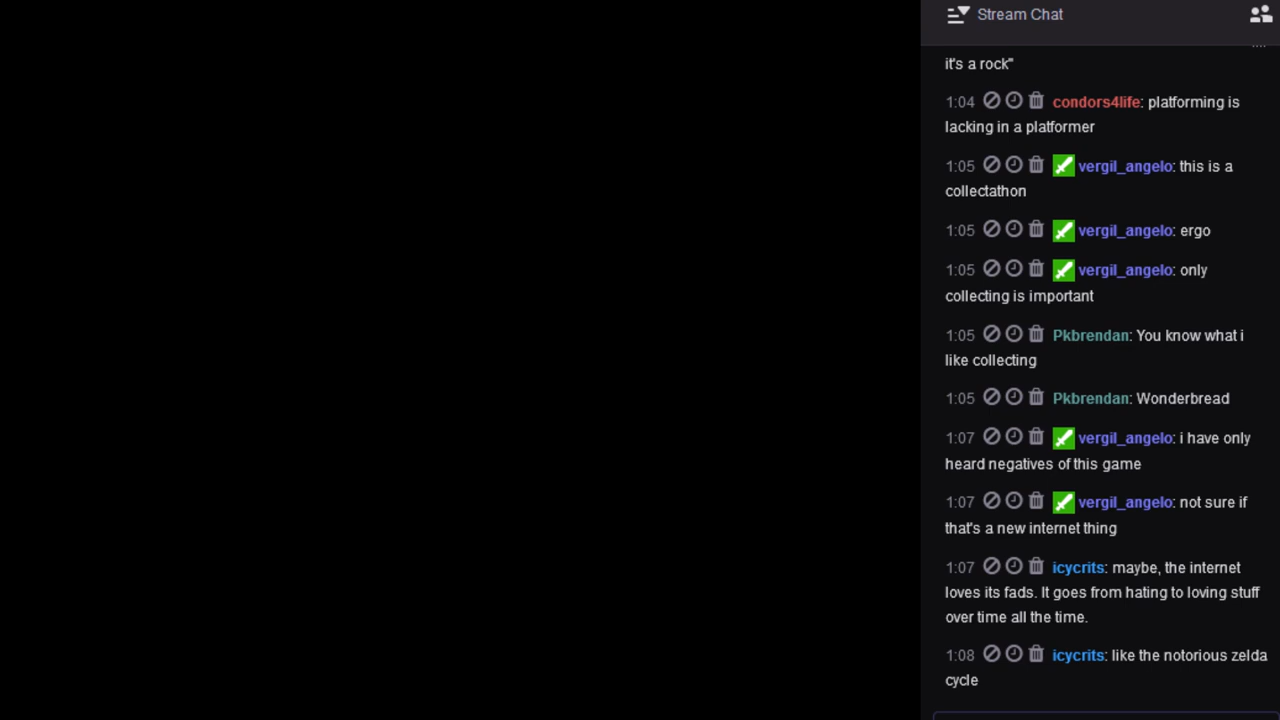 Stream Chat
it's a rock"
1:04 condors4life: platforming is
lacking in a platformer
1:05 vergil_angelo: this is a
collectathon
1:05 vergil_angelo: ergo
1:05 vergil_angelo: only
collecting is important
1:05 Pkbrendan: You know what i
like collecting
1:05 Pkbrendan: Wonderbread
1:07 vergil_angelo: i have only
heard negatives of this game
1:07 vergil_angelo: not sure if
that's a new internet thing
1:07 icycrits: maybe, the internet
loves its fads. It goes from hating to loving stuff
over time all the time.
1:08 icycrits: like the notorious zelda
cycle